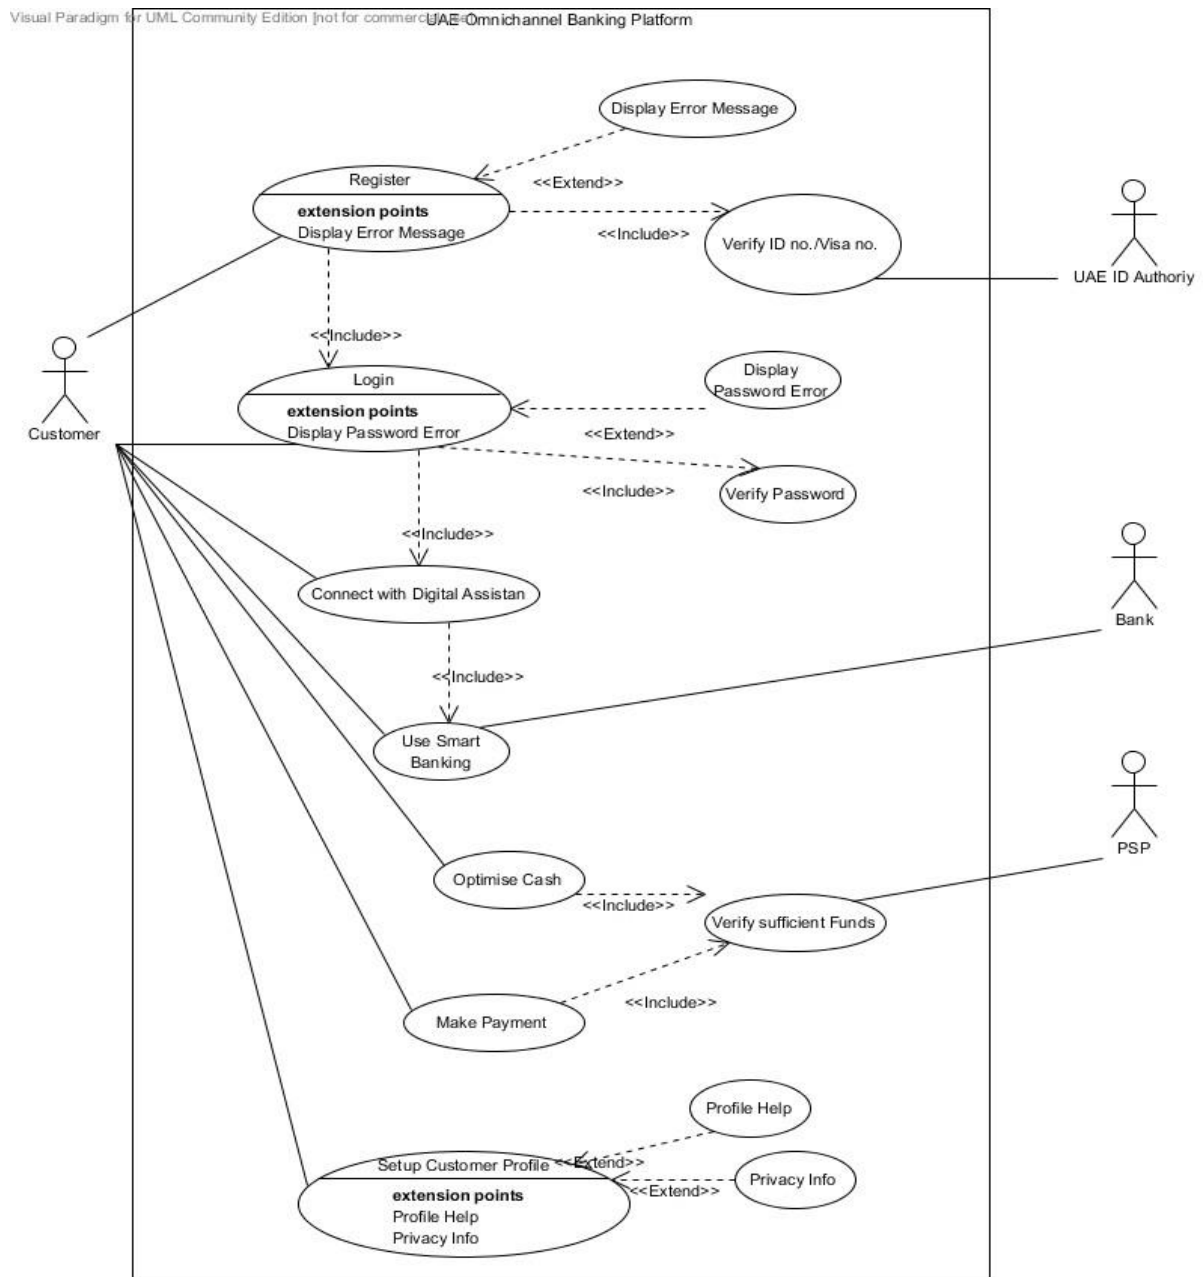 Visual Paradigm for UML Community Edition [not for commercial use]
UAE Omnichannel Banking Platform
Display Error Message
Register
<<Extend>>
extension points
Display Error Message
<<Include>>
Verify ID no./Visa no.
UAE ID Authoriy
<<Include>>
Customer
Login
extension points
Display Password Error
Display
Password Error
<<Extend>>
<<Include>>
Verify Password
<<Include>>
Connect with Digital Assistan
Bank
<<Include>>
Use Smart
Banking
PSP
Optimise Cash
<<Include>>
Verify sufficient Funds
<<Include>>
Make Payment
Profile Help
Setup Customer Profile
<<Extend>>
extension points
Profile Help
Privacy Info
<<Extend>>
Privacy Info